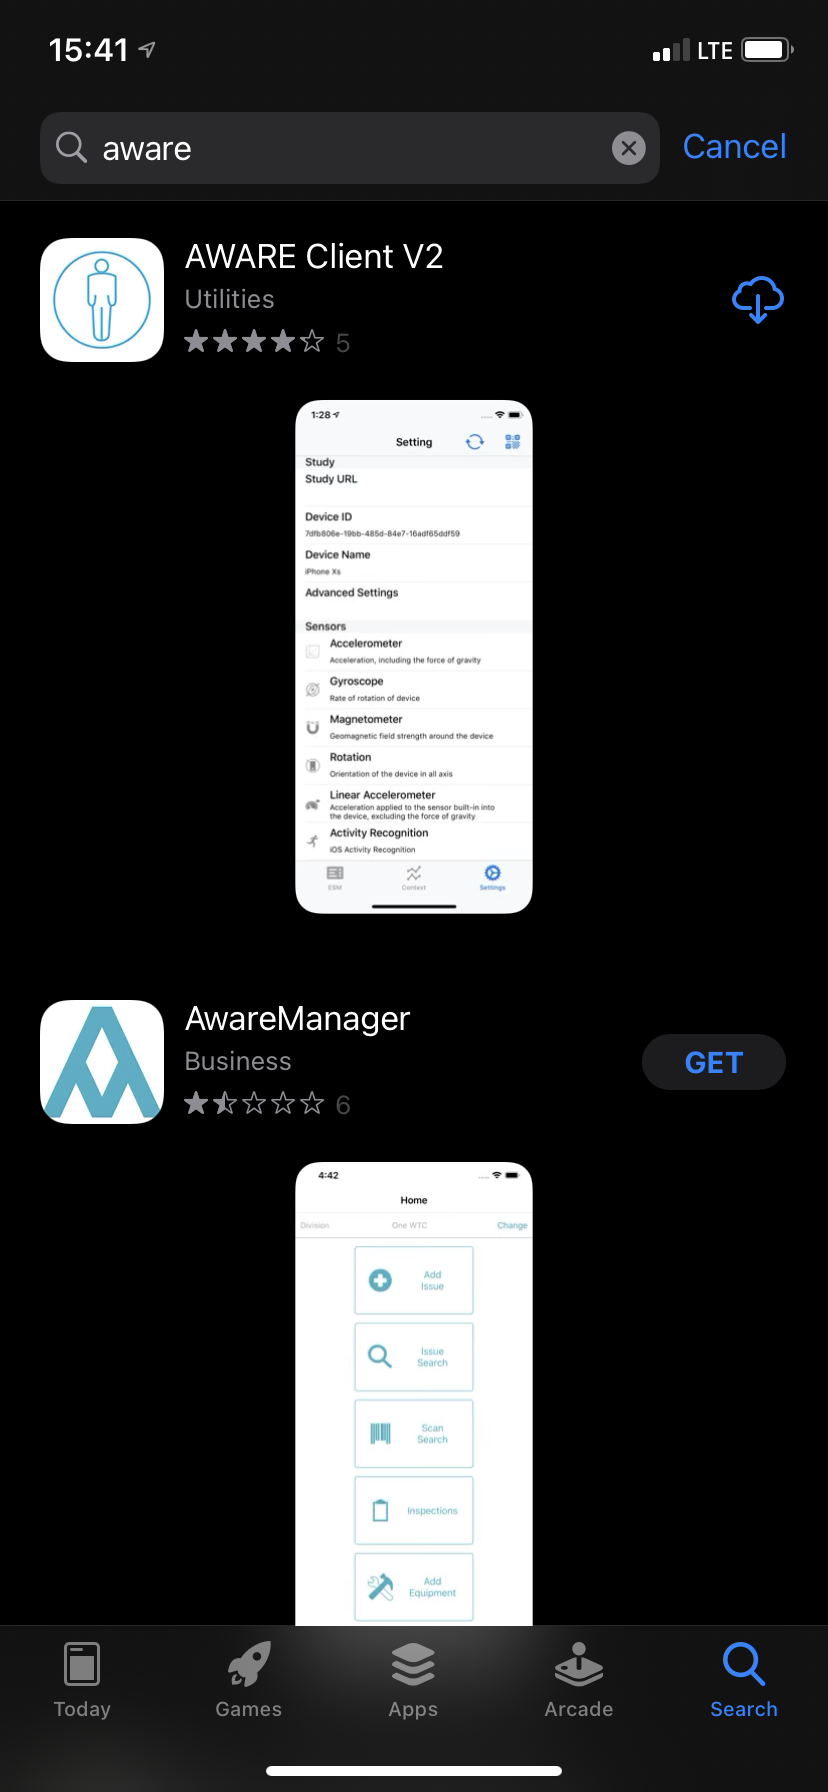 15:41
LTE
aware
Cancel
AWARE Client V2
Utilities
5
1:28
Setting
Study
Study URL
Device ID
7dfb806e-19bb-485d-84e7-16adf65ddf59
Device Name
iPhone Xs
Advanced Settings
Sensors
Accelerometer
Acceleration, including the force of gravity
Gyroscope
Rate of rotation of device
Magnetometer
Geomagnetic field strength around the device
Rotation
Orientation of the device in all axis
Linear Accelerometer
Acceleration applied to the sensor built-in into
the device, excluding the force of gravity
Activity Recognition
iOS Activity Recognition
ESM
Context
Settings
AwareManager
Business
6
GET
4:42
Home
Division
One WTC
Change
Add
Issue
Issue
Search
Scan
Search
Inspections
Add
Equipment
Today
Games
Apps
Arcade
Search